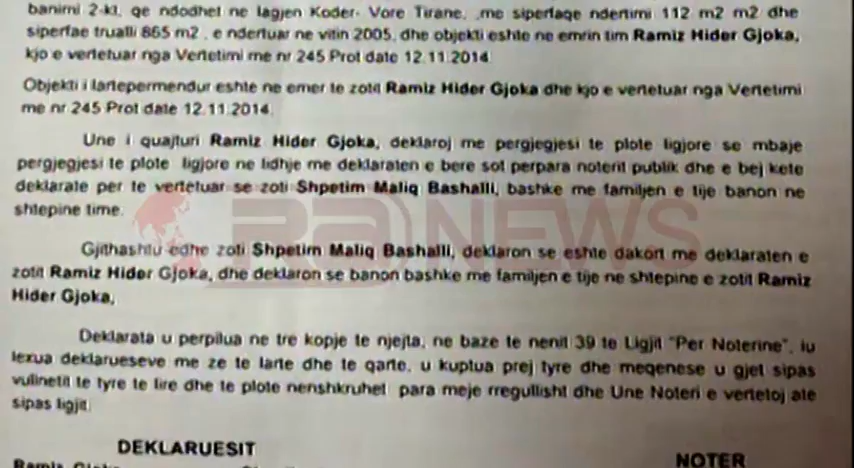 banimi 2-kt, qe ndodhet ne lagjen Koder- Vore Tirane, ,me siperfaqe ndertimi 112 m2 m2 dhe
siperfae trualli 865 m2 , e ndertuar ne vitin 2005, dhe objekti eshte ne emrin tim Ramiz Hider Gjoka,
kjo e vertetuar nga Vertetimi me nr 245 Prot date 12.11.2014.
Objekti i lartepermendur eshte ne emer te zotit Ramiz Hider Gjoka dhe kjo e vertetuar nga Vertetimi
me nr 245 Prot date 12.11.2014.
Une i quajturi Ramiz Hider Gjoka, deklaroj me pergjegjesi te plote ligjore se mbaje
pergjegjesi te plote ligjore ne lidhje me deklaraten e bere sot perpara noterit publik dhe e bej kete
deklarate per te vertetuar se zoti Shpetim Maliq Bashalli, bashke me familjen e tije banon ne
shtepine time.
RA NEWS
Gjithashtu edhe zoti Shpetim Maliq Bashalli, deklaron se eshte dakort me deklaraten e
zotit Ramiz Hider Gjoka, dhe deklaron se banon bashke me familjen e tije ne shtepine e zotit Ramiz
Hider Gjoka,
Deklarata u perpilua ne tre kopje te njejta, ne baze te nenit 39 te Ligjit "Per Noterine", iu
lexua deklarueseve me ze te larte dhe te qarte, u kuptua prej tyre dhe meqenese u gjet sipas
vullnetit te tyre te lire dhe te plote nenshkruhet para meje rregullisht dhe Une Noteri e vertetoj ate
sipas ligjit.
DEKLARUESIT
NOTER
Ramiz Gjoka